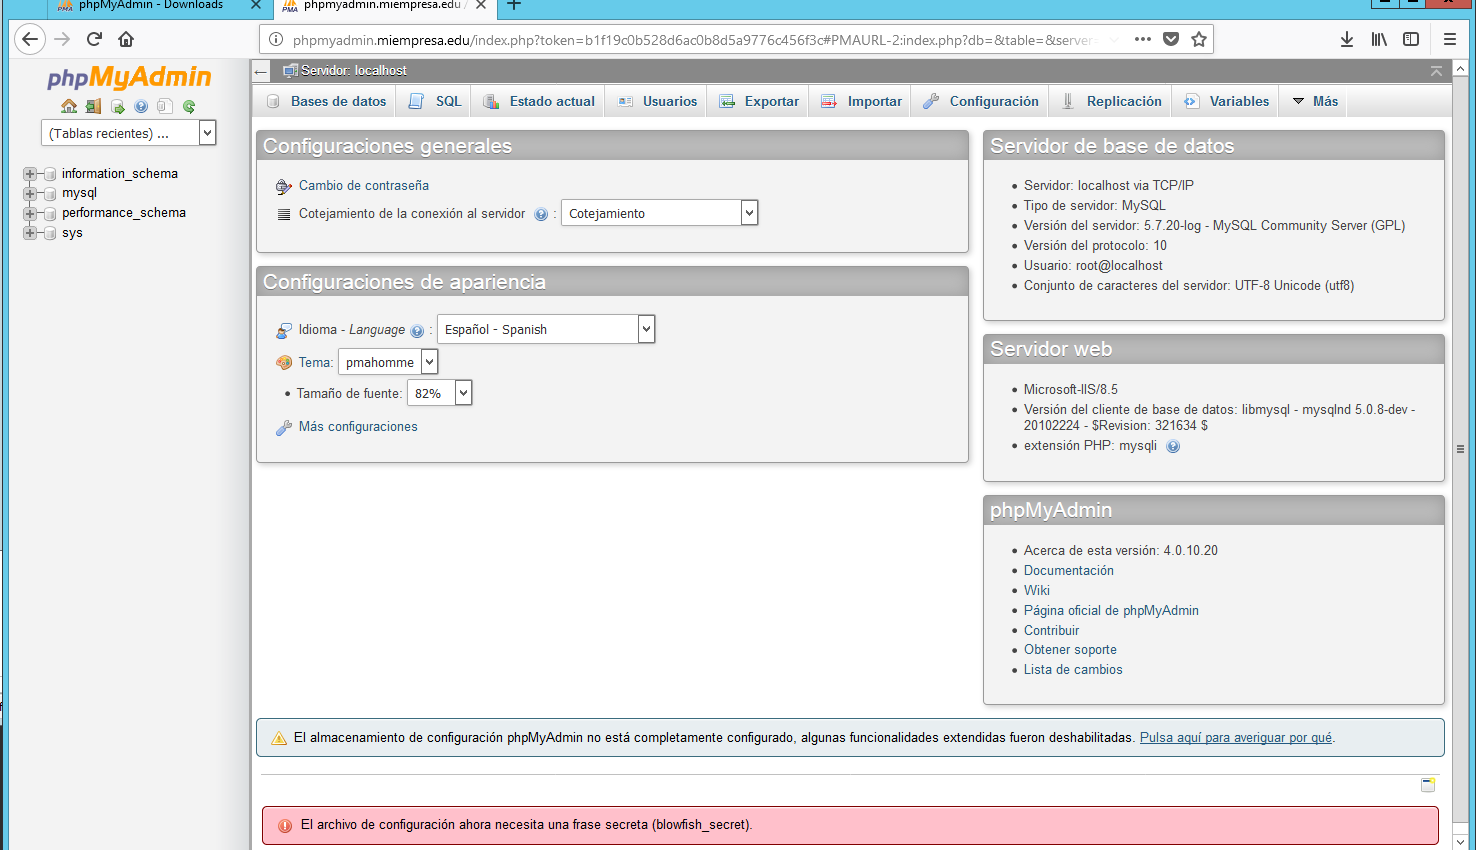 phpMyAdmin - Downloads
phpmyadmin.miempresa.edu /
phpmyadmin.miempresa.edu/index.php?token=b1f19c0b528d6ac0b8d5a9776c456f3c#PMAURL-2:index.php?db=&table=&server=
phpMyAdmin
(Tablas recientes) ...
information_schema
mysql
performance_schema
sys
Servidor: localhost
Bases de datos
SQL
Estado actual
Usuarios
Exportar
Importar
Configuración
Replicación
Variables
Más
Configuraciones generales
Cambio de contraseña
Cotejamiento de la conexión al servidor : Cotejamiento
Configuraciones de apariencia
Idioma - Language : Español - Spanish
Tema: pmahomme
• Tamaño de fuente: 82%
Más configuraciones
Servidor de base de datos
• Servidor: localhost via TCP/IP
• Tipo de servidor: MySQL
• Versión del servidor: 5.7.20-log - MySQL Community Server (GPL)
• Versión del protocolo: 10
• Usuario: root@localhost
• Conjunto de caracteres del servidor: UTF-8 Unicode (utf8)
Servidor web
• Microsoft-IIS/8.5
• Versión del cliente de base de datos: libmysql - mysqlnd 5.0.8-dev -
20102224 - $Revision: 321634 $
• extensión PHP: mysqli
phpMyAdmin
• Acerca de esta versión: 4.0.10.20
• Documentación
• Wiki
• Página oficial de phpMyAdmin
• Contribuir
• Obtener soporte
• Lista de cambios
El almacenamiento de configuración phpMyAdmin no está completamente configurado, algunas funcionalidades extendidas fueron deshabilitadas. Pulsa aquí para averiguar por qué.
El archivo de configuración ahora necesita una frase secreta (blowfish_secret).